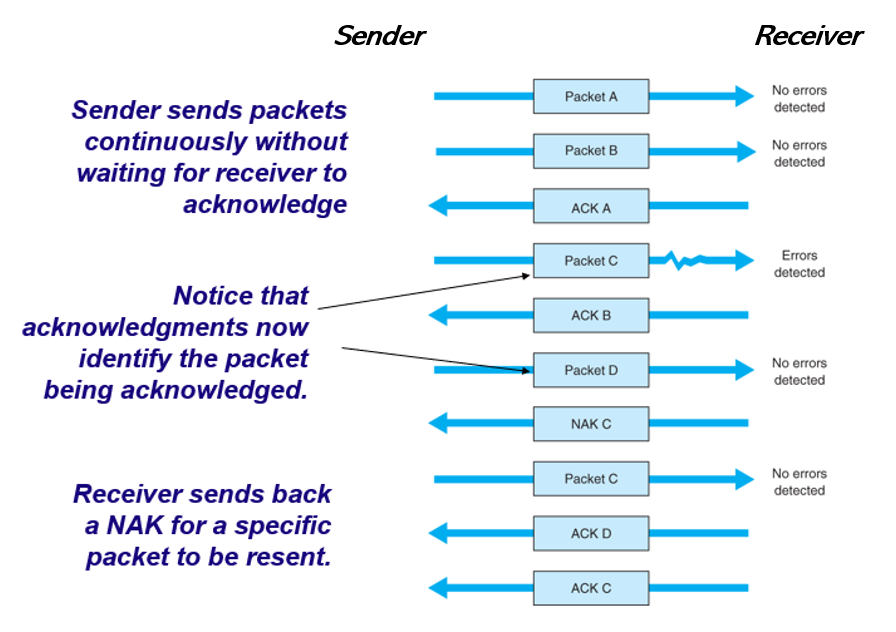 Sender
Receiver
Sender sends packets
continuously without
waiting for receiver to
acknowledge
Packet A
No errors
detected
Packet B
No errors
detected
ACK A
Packet C
Errors
detected
Notice that
acknowledgments now
identify the packet
being acknowledged.
ACK B
Packet D
No errors
detected
NAK C
Receiver sends back
a NAK for a specific
packet to be resent.
Packet C
No errors
detected
ACK D
ACK C